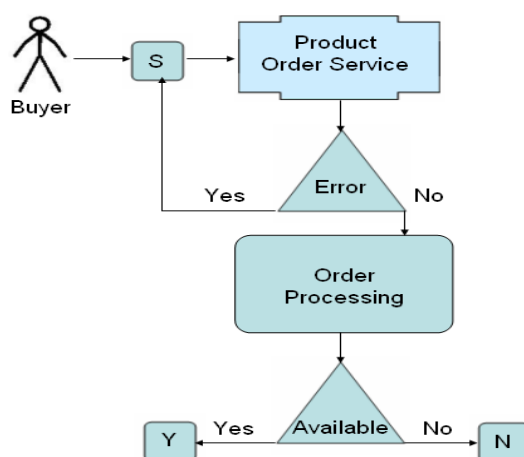 S
Product
Order Service
Buyer
Yes
Error
No
Order
Processing
Y
Yes
Available
No
N